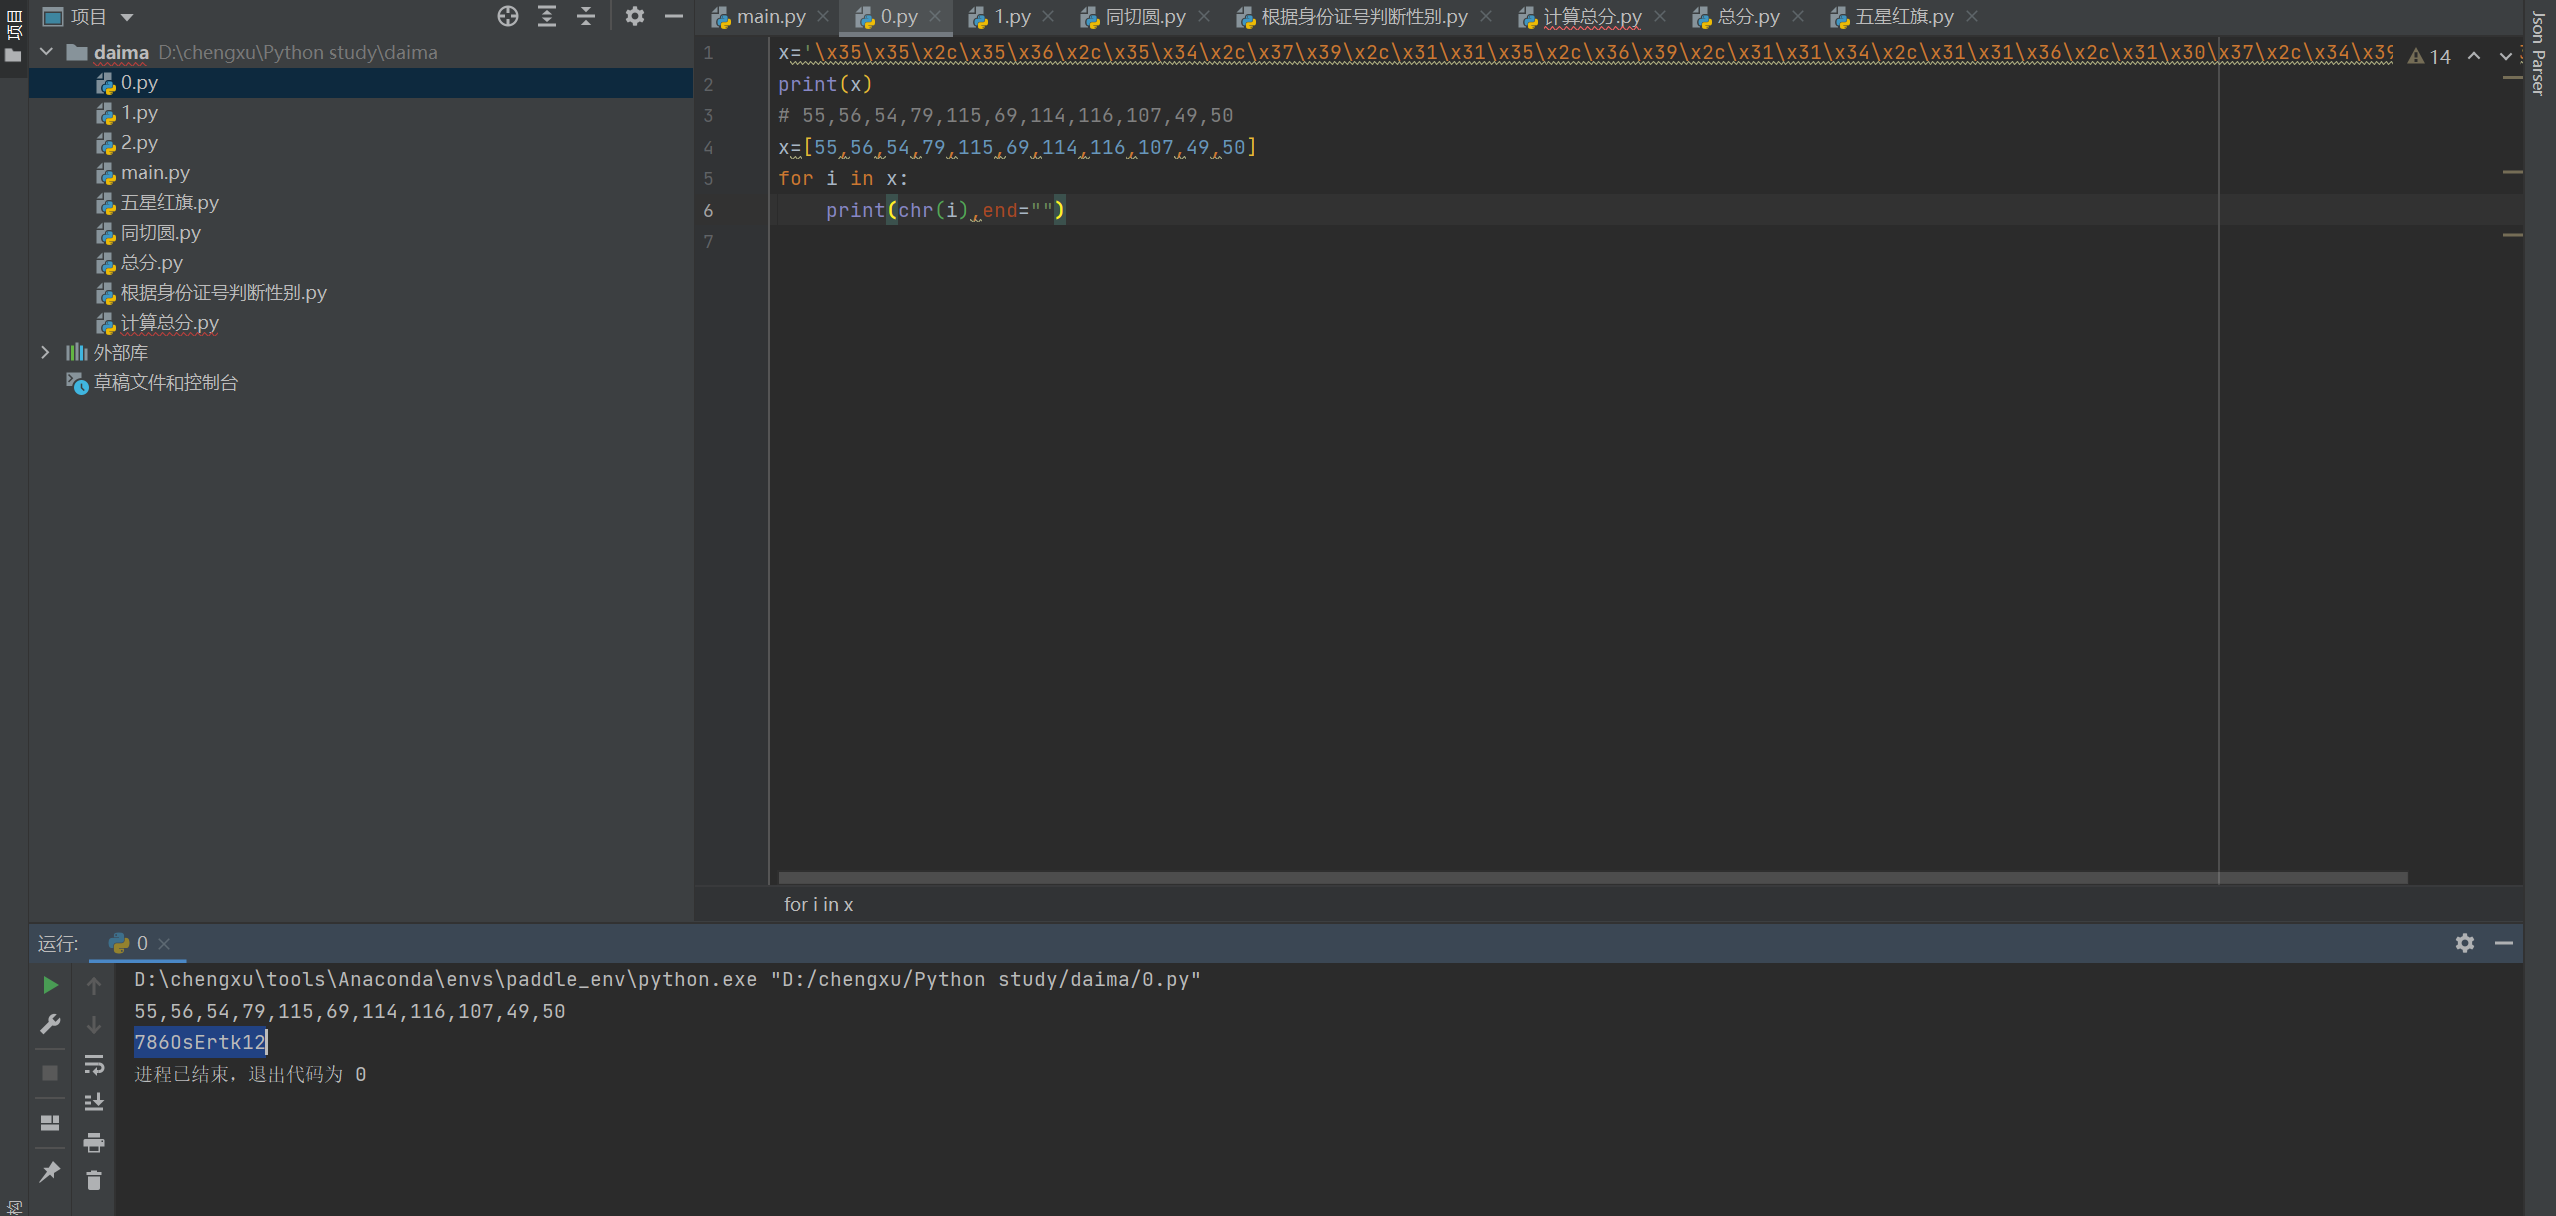 项目
项目
daima D:\chengxu\Python study\daima
0.py
1.py
2.py
main.py
五星红旗.py
同切圆.py
总分.py
根据身份证号判断性别.py
计算总分.py
外部库
草稿文件和控制台
main.py 0.py 1.py 同切圆.py 根据身份证号判断性别.py 计算总分.py 总分.py 五星红旗.py
1 x='\x35\x35\x2c\x35\x36\x2c\x35\x34\x2c\x37\x39\x2c\x31\x31\x35\x2c\x36\x39\x2c\x31\x31\x34\x2c\x31\x31\x36\x2c\x31\x30\x37\x2c\x34\x39
14
2 print(x)
3 # 55,56,54,79,115,69,114,116,107,49,50
4 x=[55,56,54,79,115,69,114,116,107,49,50]
5 for i in x:
6 print(chr(i),end="")
7
for i in x
Json Parser
运行: 0
D:\chengxu\tools\Anaconda\envs\paddle_env\python.exe "D:/chengxu/Python study/daima/0.py"
55,56,54,79,115,69,114,116,107,49,50
786OsErtk12
进程已结束，退出代码为 0
构